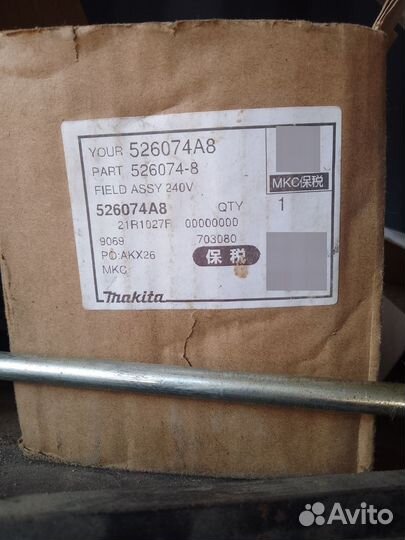 YOUR 526074A8
PART 526074-8
FIELD ASSY 240V
MKC保税
526074A8 QTY 1
21R1027F 00000000
9069 703080
PO:AKX26 保税
MKC
Makita
Avito